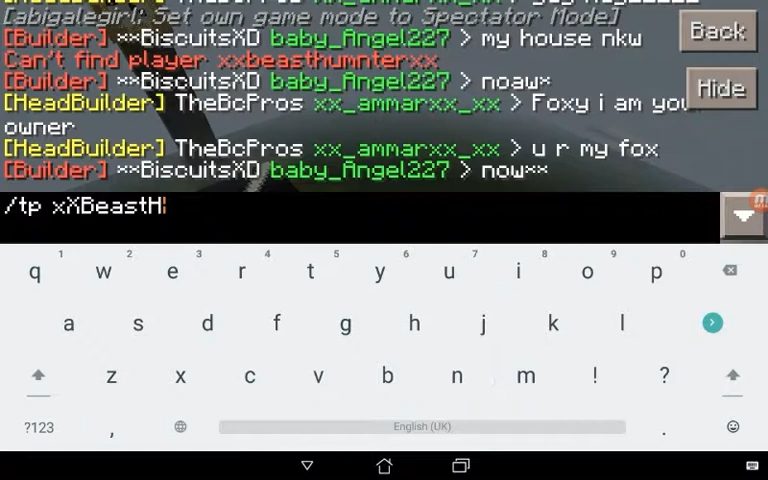 [abigalegirl: Set own game mode to Spectator Mode]
[Builder] **BiscuitsXD baby_Angel227 > my house nkw
Can't find player xxbeasthumnterxx
[Builder] **BiscuitsXD baby_Angel227 > noaw*
[HeadBuilder] TheBcPros xx_ammarxx_xx > Foxy i am your
owner
[HeadBuilder] TheBcPros xx_ammarxx_xx > u r my fox
[Builder] **BiscuitsXD baby_Angel227 > now**
Back
Hide
/tp xXBeastH
1 2 3 4 5 6 7 8 9 0
q w e r t y u i o p
a s d f g h j k l
z x c v b n m ! ?
?123 , English (UK) .